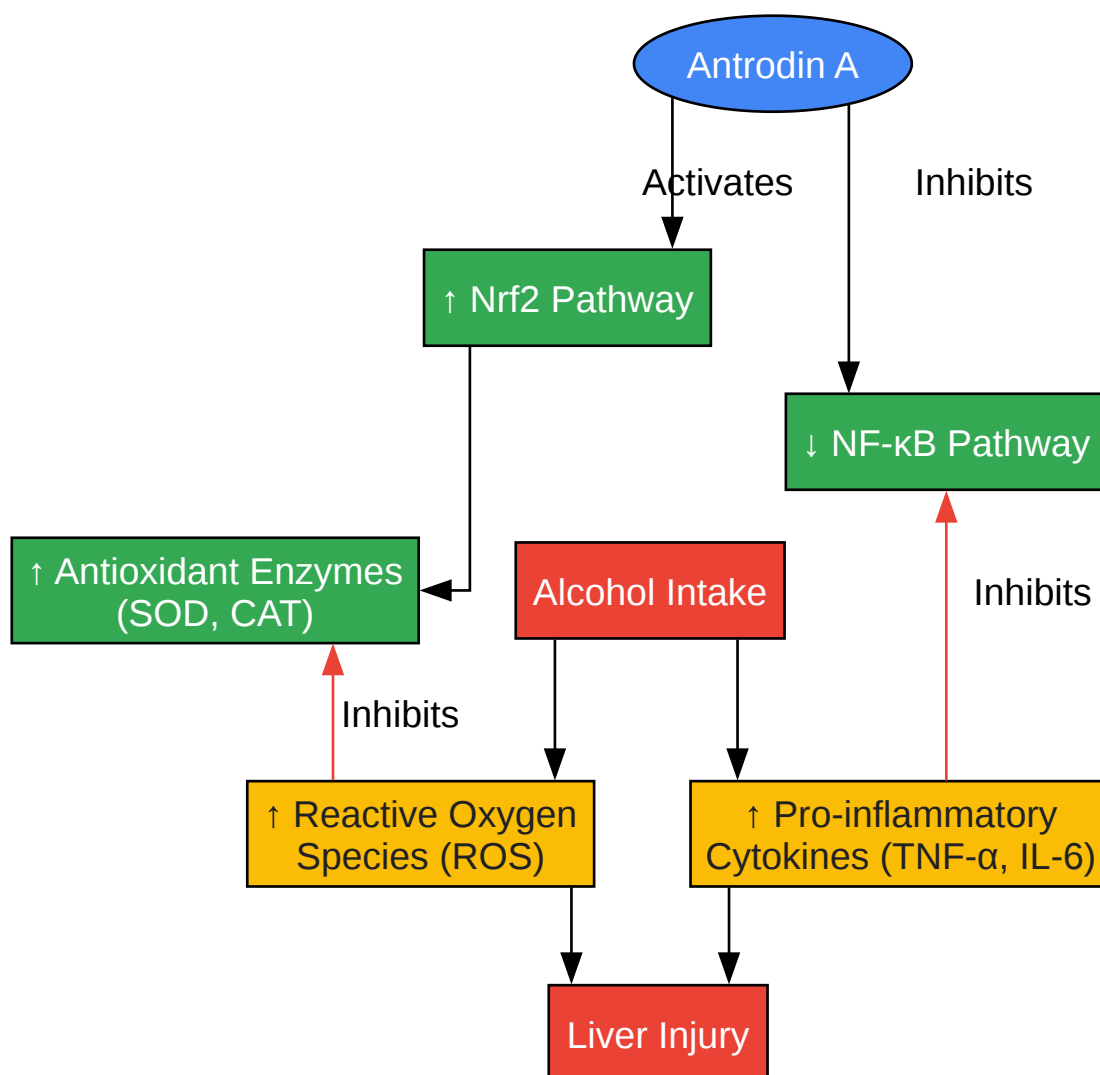 Antrodin A
Activates
Inhibits
↑ Nrf2 Pathway
↓ NF-κB Pathway
↑ Antioxidant Enzymes
(SOD, CAT)
Alcohol Intake
Inhibits
Inhibits
↑ Reactive Oxygen
Species (ROS)
↑ Pro-inflammatory
Cytokines (TNF-α, IL-6)
Liver Injury